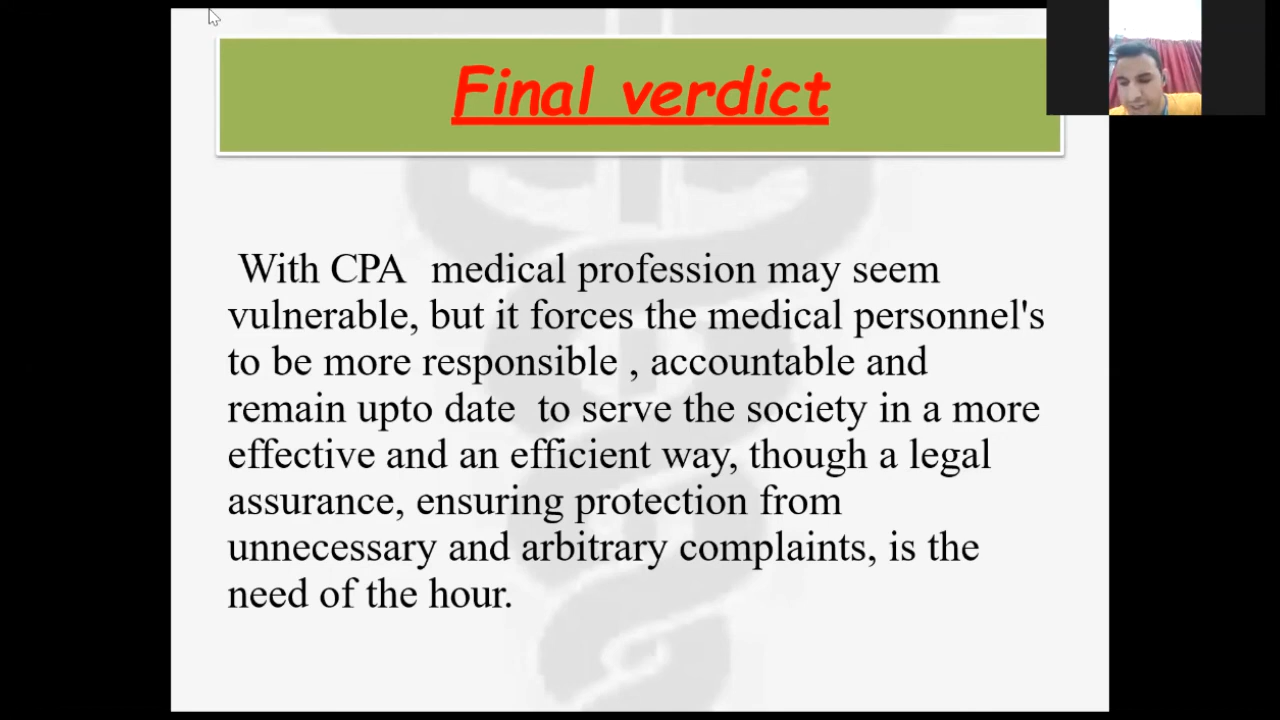 Final verdict
With CPA medical profession may seem
vulnerable, but it forces the medical personnel's
to be more responsible , accountable and
remain upto date to serve the society in a more
effective and an efficient way, though a legal
assurance, ensuring protection from
unnecessary and arbitrary complaints, is the
need of the hour.